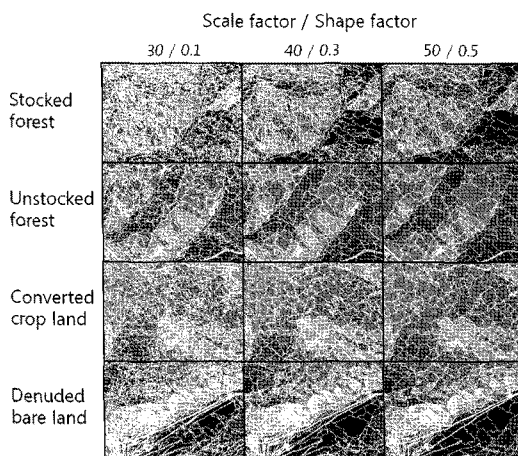 Scale factor / Shape factor
30 / 0.1 40 / 0.3 50 / 0.5
Stocked
forest
Unstocked
forest
Converted
crop land
Denuded
bare land